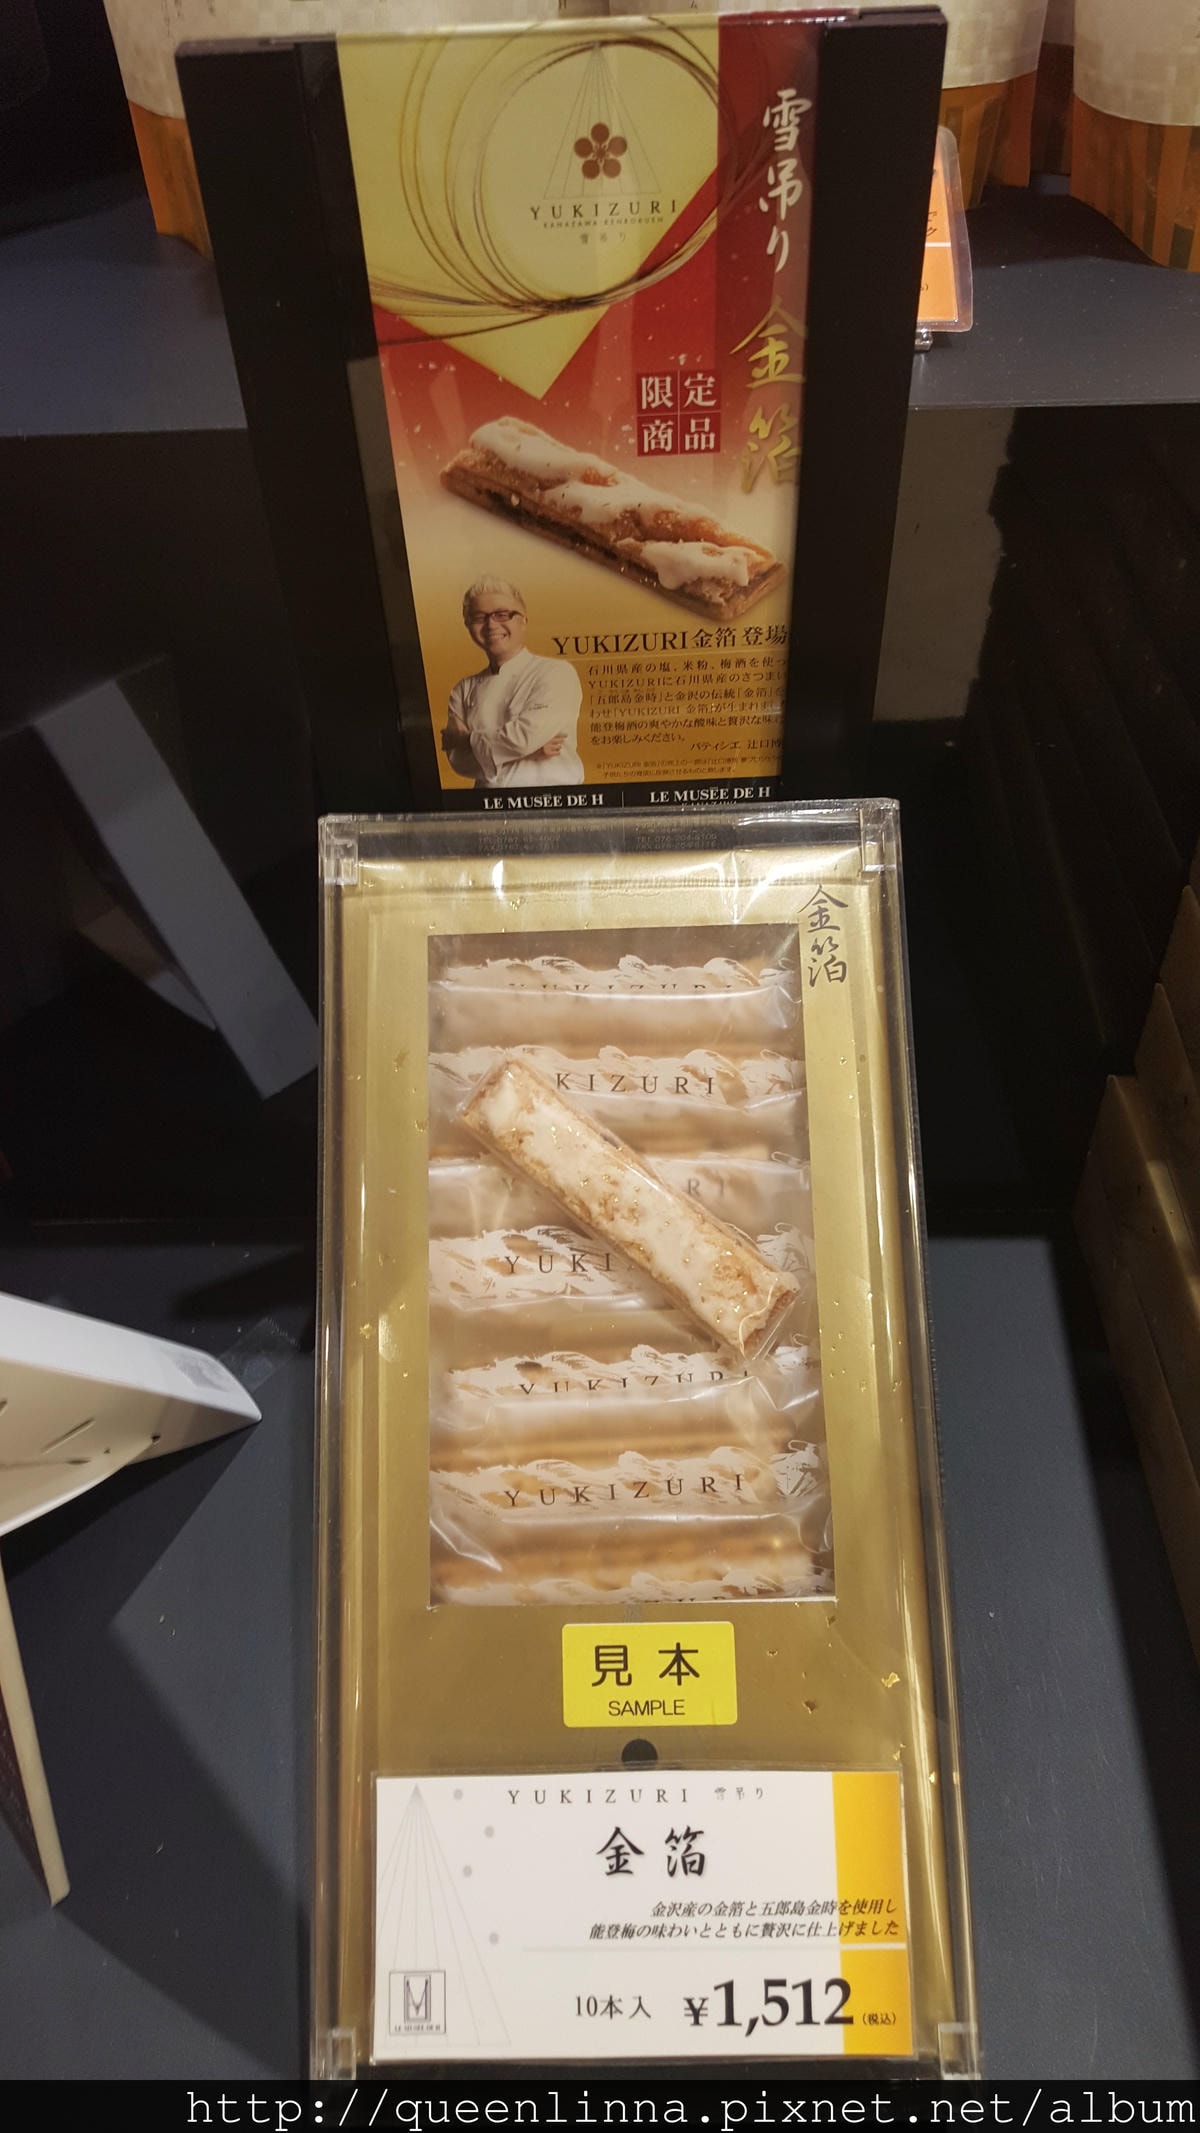 YUKIZURI
KANAZAWA KENROKUEN
雪吊り
雪吊り 金箔
限定
商品
YUKIZURI金箔 登場
石川県産の塩、米粉、梅酒を使っ
YUKIZURIに石川県産のさつまい
「五郎島金時」と金沢の伝統「金箔」を
わせ「YUKIZURI 金箔」が生まれまし
能登梅酒の爽やかな酸味と贅沢な味わ
をお楽しみください。
パティシエ 辻口博
LE MUSÉE DE H
LE MUSÉE DE H
KANAZAWA
金箔
YUKIZURI
KIZURI
Y RI
YUKI
YUKIZURI
YUKIZURI
見本
SAMPLE
YUKIZURI 雪吊り
金箔
金沢産の金箔と五郎島金時を使用し
能登梅の味わいとともに贅沢に仕上げました
LE MUSÉE DE H
10本入 ¥1,512(税込)
http://queenlinna.pixnet.net/album